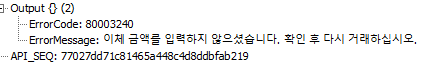 Output {} (2)
ErrorCode: 80003240
ErrorMessage: 이체 금액를 입력하지 않으셨습니다. 확인 후 다시 거래하십시오.
API_SEQ: 77027dd71c81465a448c4d8ddbfab219